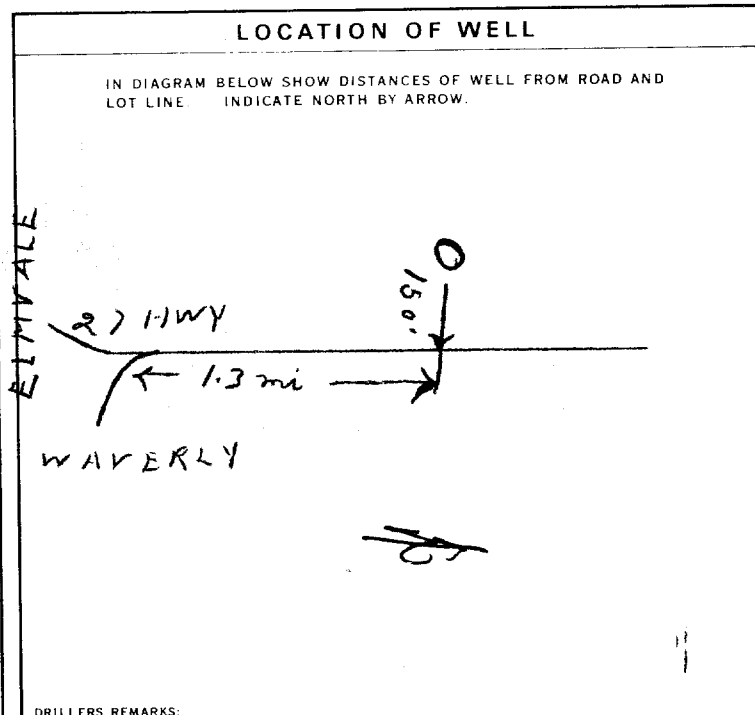 LOCATION OF WELL
IN DIAGRAM BELOW SHOW DISTANCES OF WELL FROM ROAD AND
LOT LINE. INDICATE NORTH BY ARROW.
ELMVALE
27 HWY
150'
1.3 mi
WAVERLY
DRILLERS REMARKS: